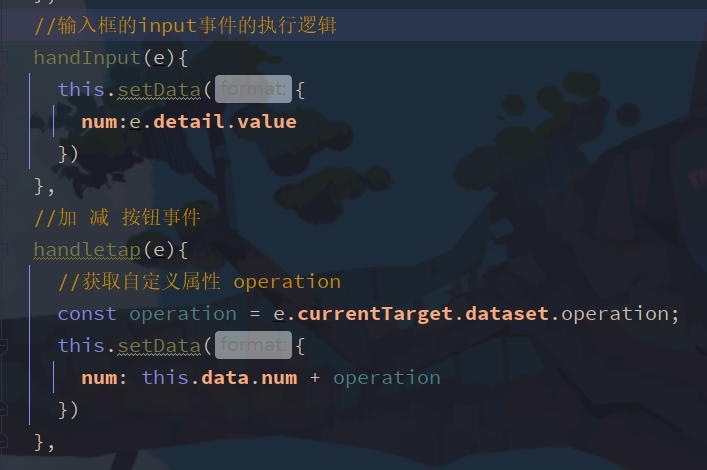 //输入框的input事件的执行逻辑
handInput(e){
this.setData( format: {
num:e.detail.value
})
},
//加 减 按钮事件
handletap(e){
//获取自定义属性 operation
const operation = e.currentTarget.dataset.operation;
this.setData( format: {
num: this.data.num + operation
})
},